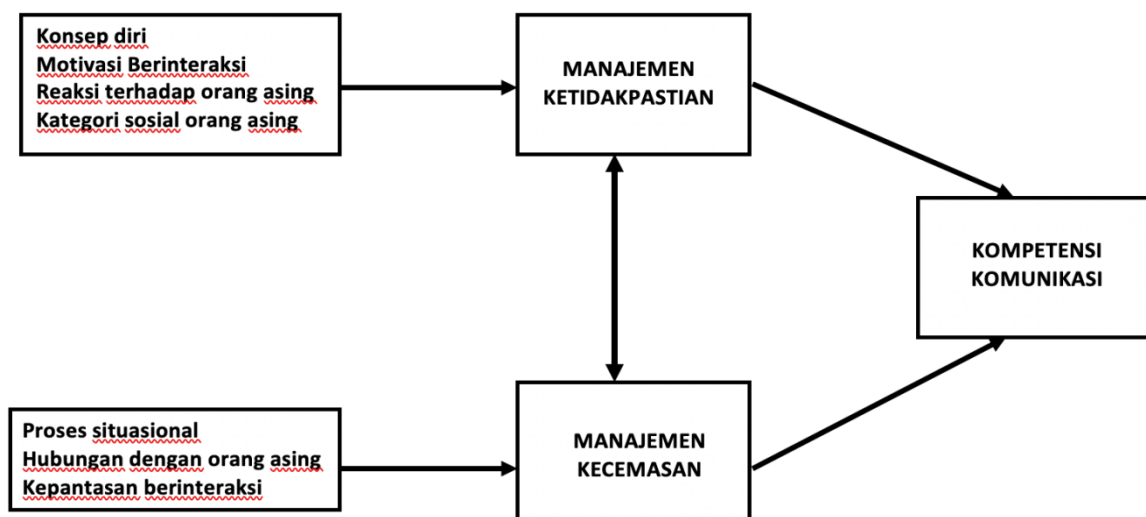 Konsep diri
Motivasi Berinteraksi
Reaksi terhadap orang asing
Kategori sosial orang asing
MANAJEMEN
KETIDAKPASTIAN
KOMPETENSI
KOMUNIKASI
Proses situasional
Hubungan dengan orang asing
Kepantasan berinteraksi
MANAJEMEN
KECEMASAN